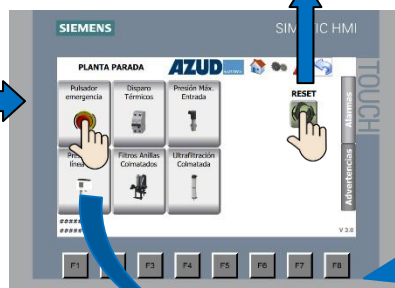 SIEMENS
SIMATIC HMI
PLANTA PARADA
AZUD
TOUCH
Pulsador
emergencia
Disparo
Térmicos
Presión Máx.
Entrada
RESET
Alarmas
línea
Filtros Anillas
Colmatados
Ultrafiltración
Colmatada
Advertencias
######
#####
V 3.0
F1
F3
F4
F5
F6
F7
F8